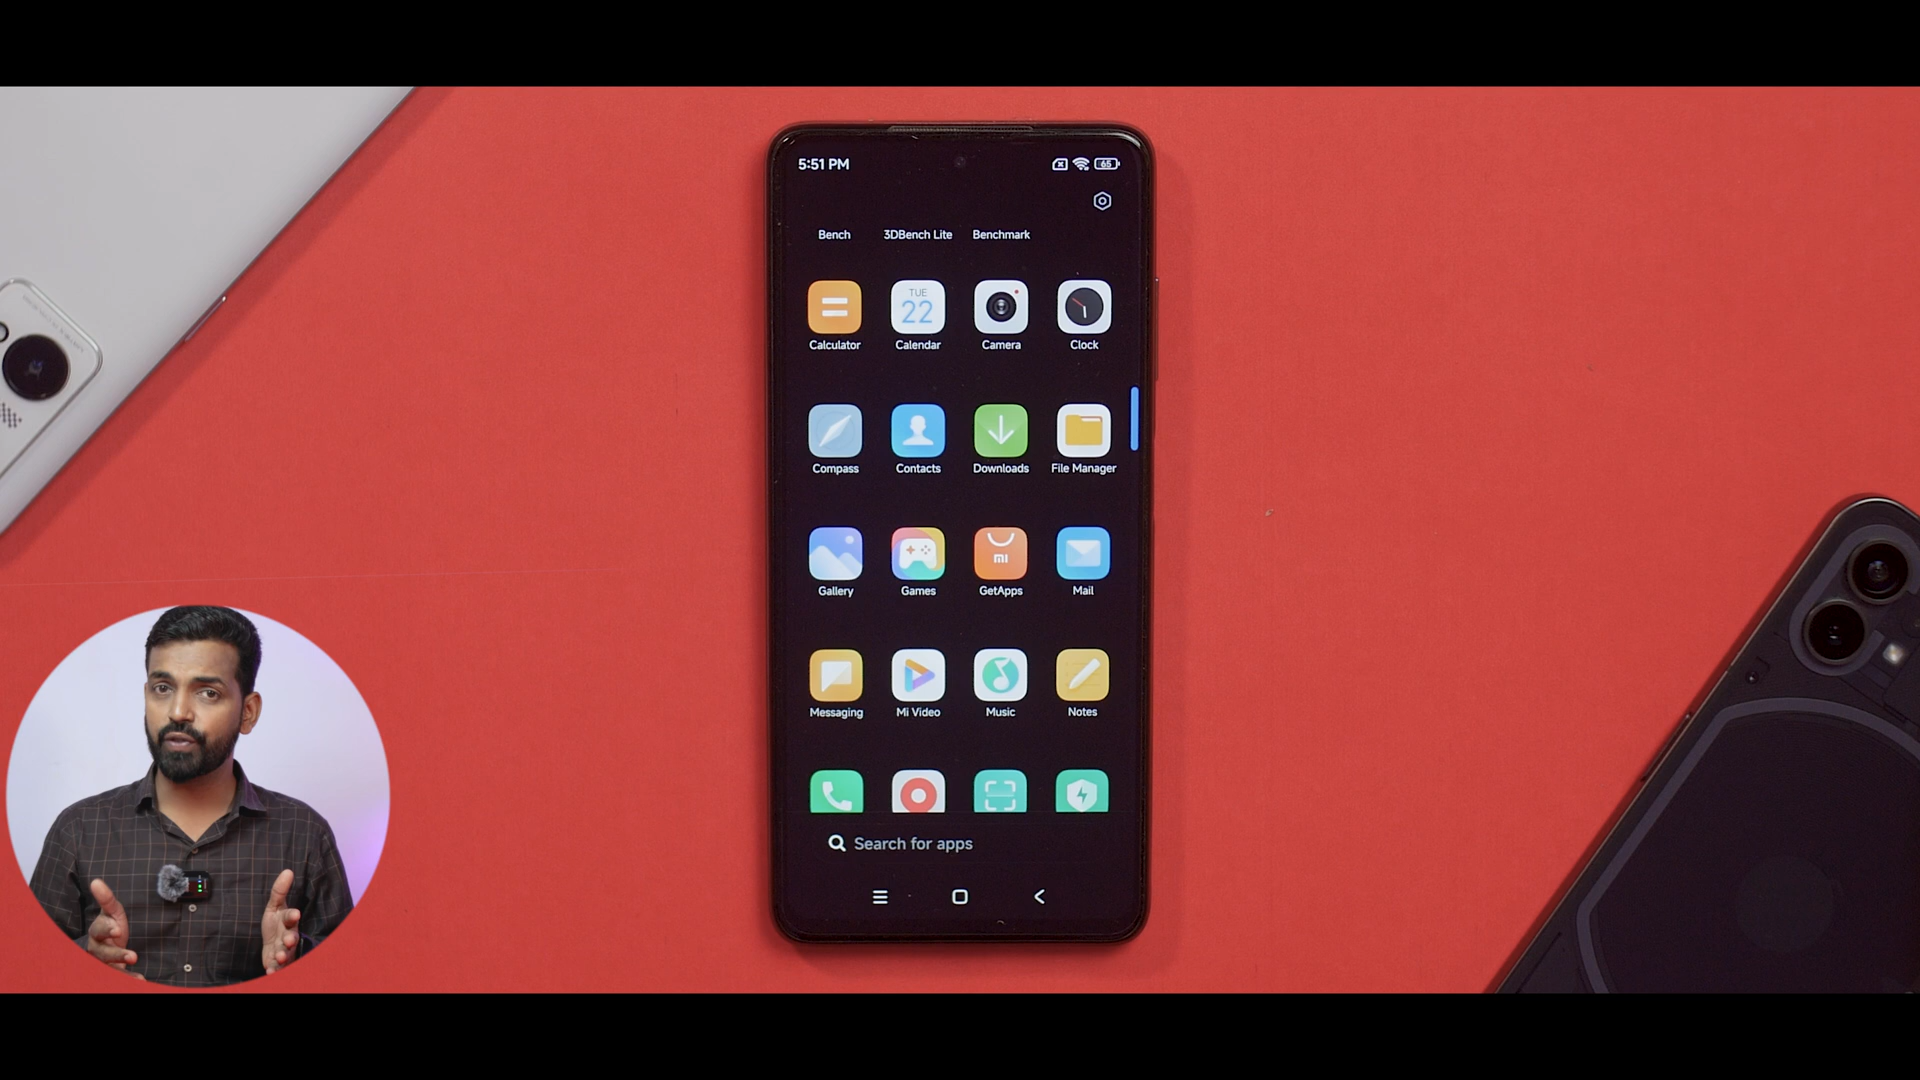 5:51 PM
65
Bench 3DBench Lite Benchmark
TUE
22
Calculator Calendar Camera Clock
Compass Contacts Downloads File Manager
mi
Gallery Games GetApps Mail
Messaging Mi Video Music Notes
Search for apps